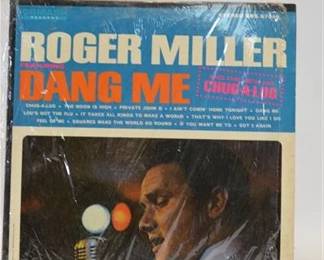 STEREO
ROGER MILLER
FEATURING
DANG ME
CHUG-A-LUG
CHUG-A-LUG • THE MOON IS HIGH • PRIVATE JOHN Q • I AIN'T COMIN' HOME TONIGHT • DANG ME
LOU'S GOT THE FLU • IT TAKES ALL KINDS TO MAKE A WORLD • THAT'S WHY I LOVE YOU LIKE I DO
FEEL OF ME • SQUARES MAKE THE WORLD GO ROUND • IF YOU WANT ME TO • GOT 2 AGAIN